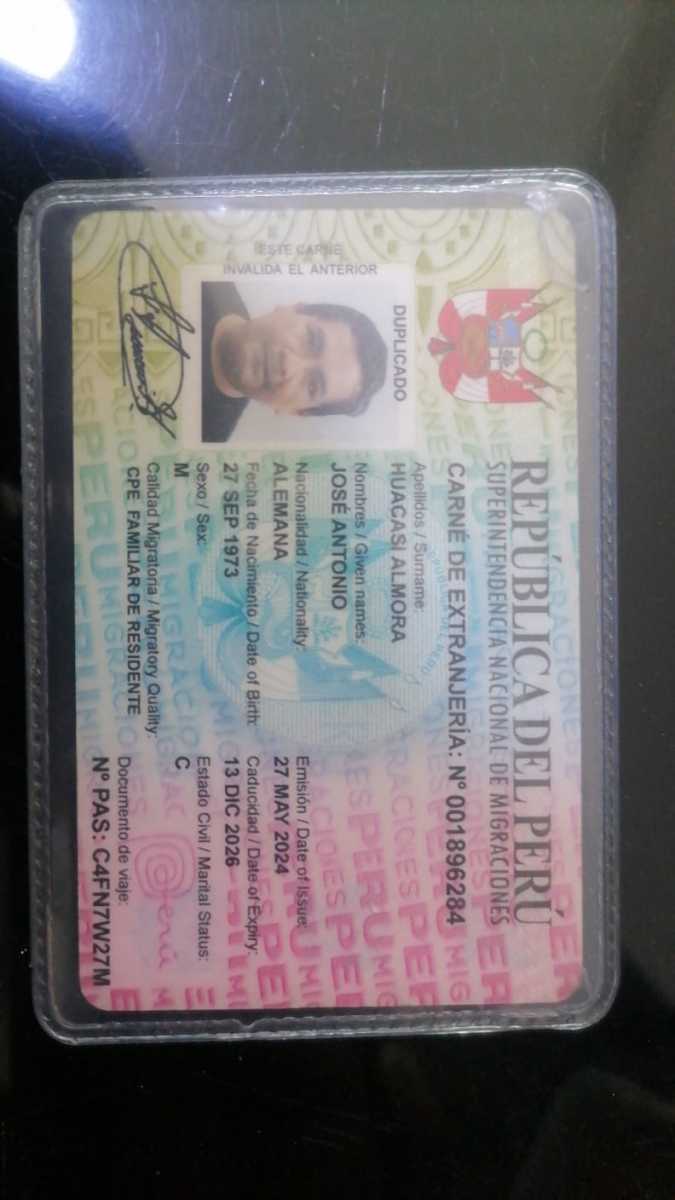 REPÚBLICA DEL PERÚ
SUPERINTENDENCIA NACIONAL DE MIGRACIONES
CARNÉ DE EXTRANJERÍA: N° 001896284
DUPLICADO
ESTE CARNÉ
INVALIDA EL ANTERIOR
Apellidos / Surname:
HUACASI ALMORA
Nombres / Given names:
JOSÉ ANTONIO
Nacionalidad / Nationality:
ALEMANA
Fecha de Nacimiento / Date of Birth:
27 SEP 1973
Sexo / Sex:
M
Calidad Migratoria / Migratory Quality:
CPE FAMILIAR DE RESIDENTE
Emisión / Date of Issue:
27 MAY 2024
Caducidad / Date of Expiry:
13 DIC 2026
Estado Civil / Marital Status:
C
Documento de viaje:
N° PAS: C4FN7W27M